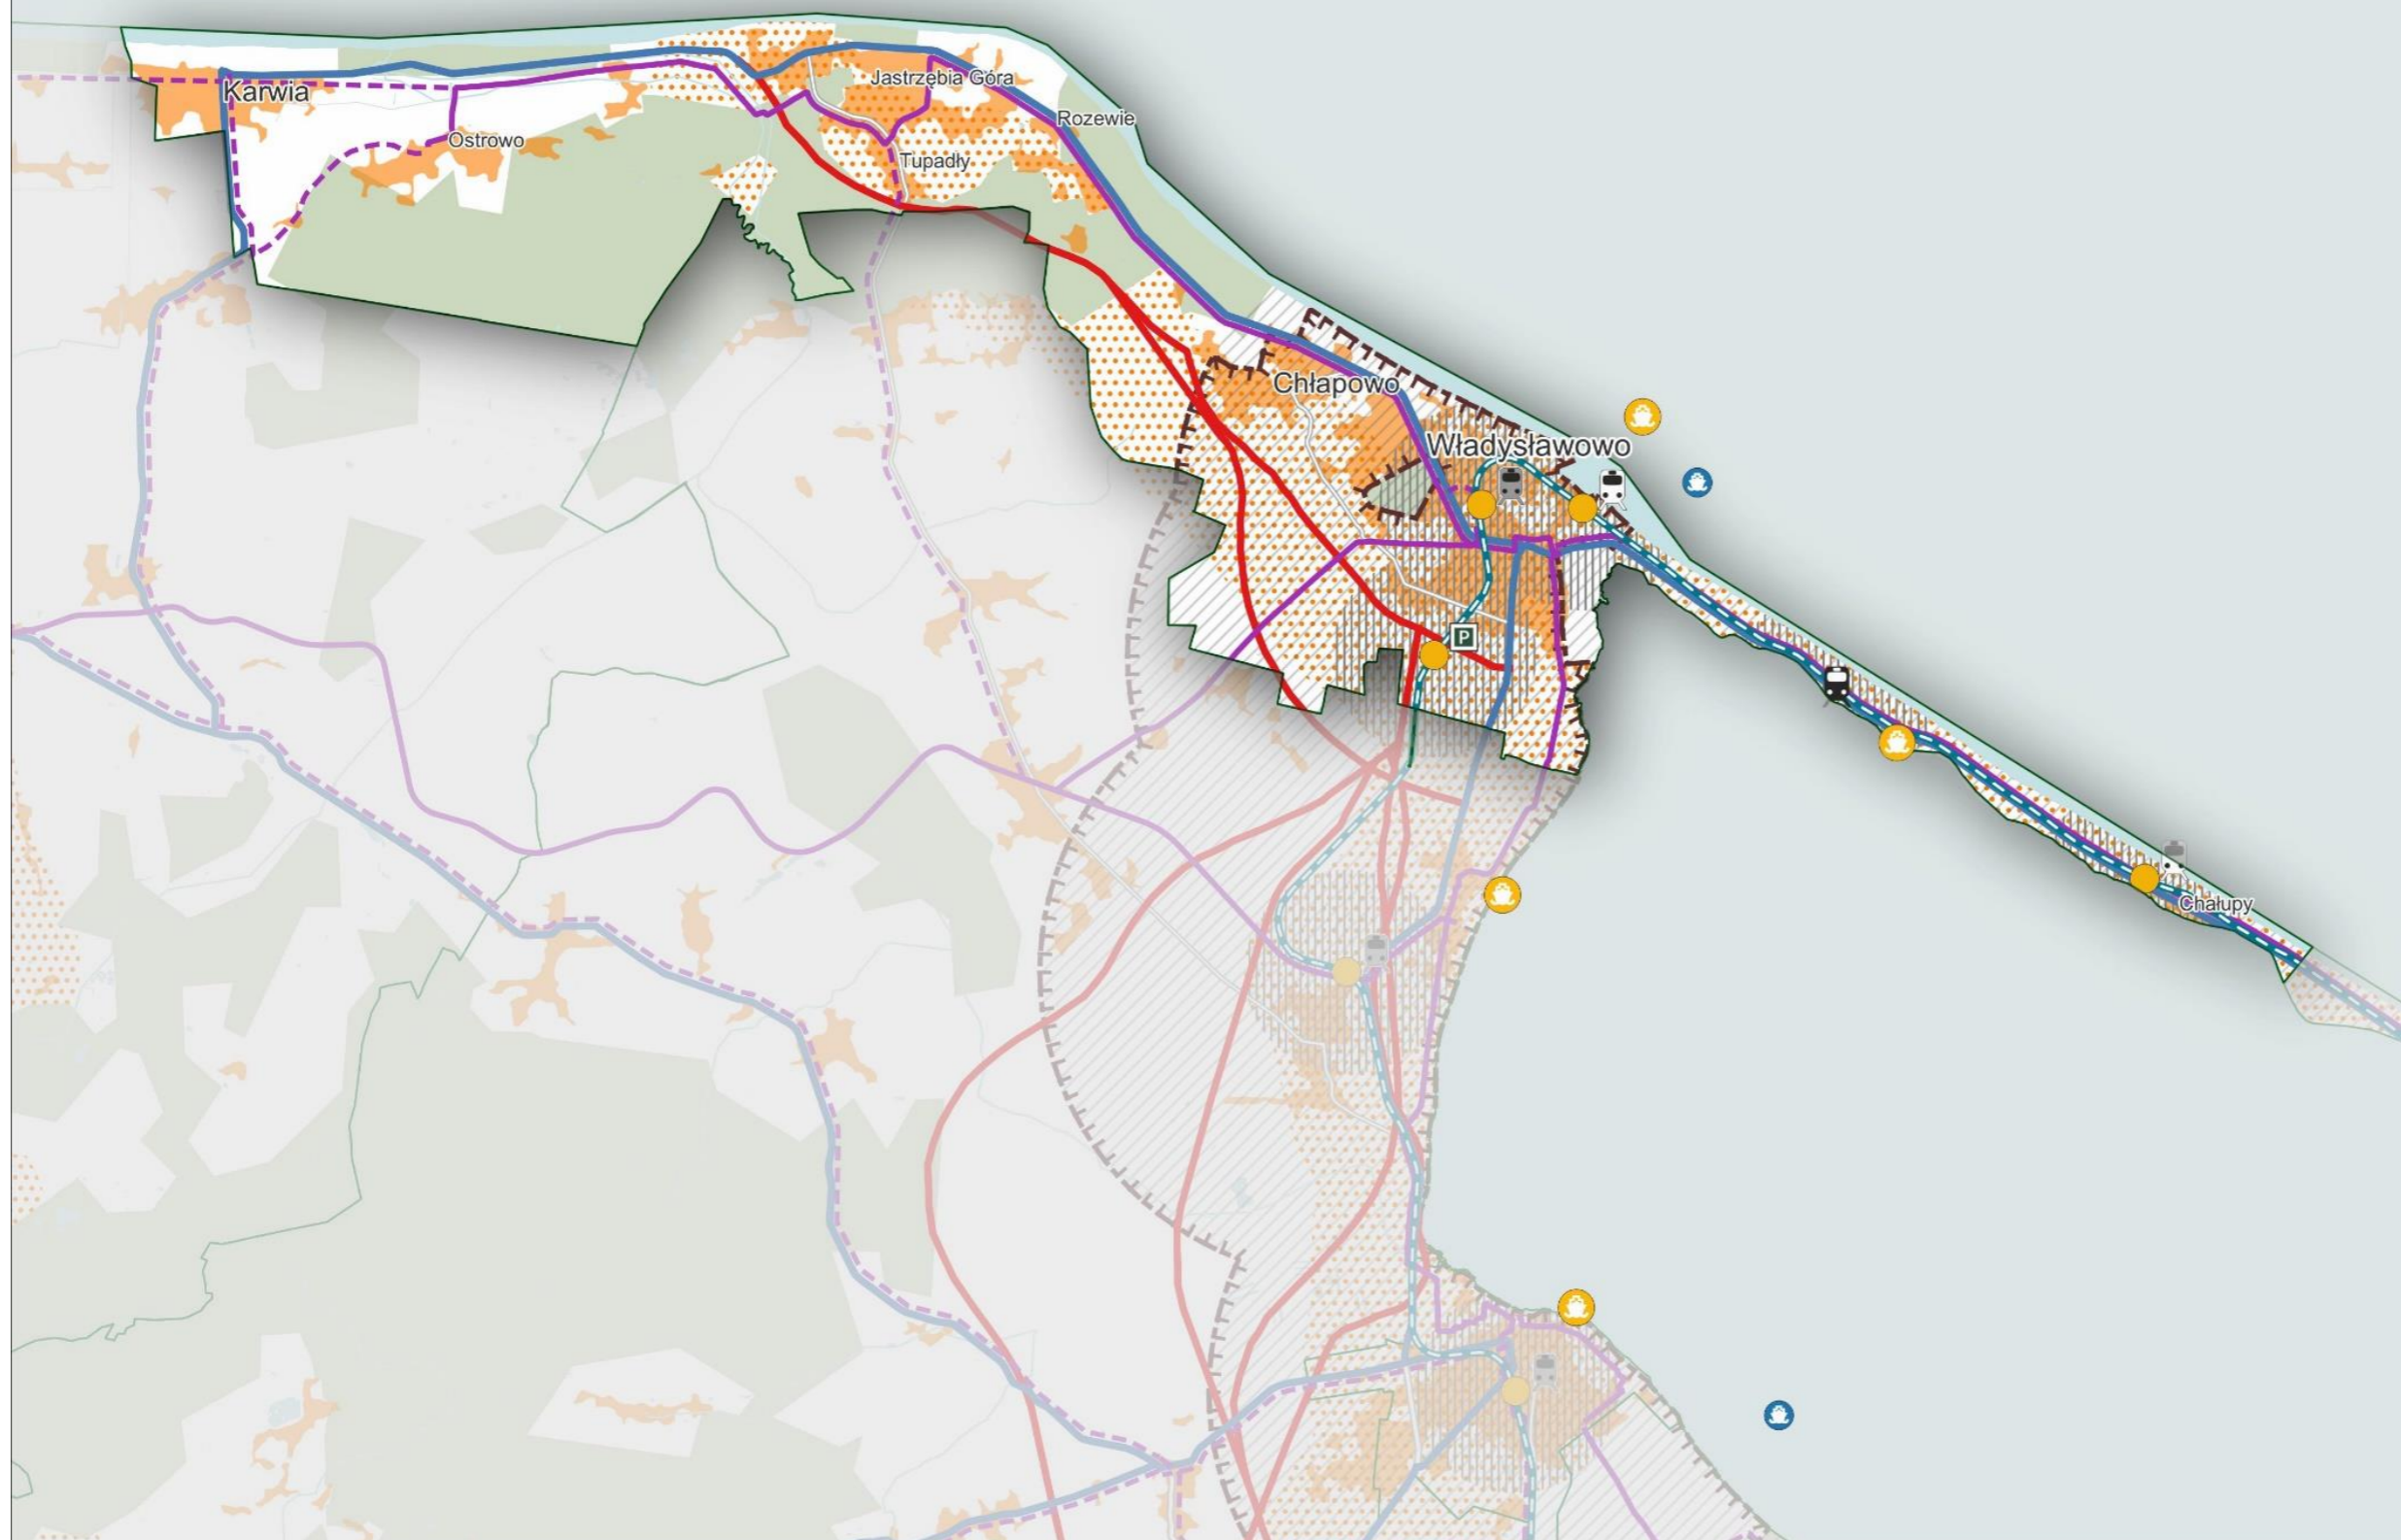 Karwia
Jastrzębia Góra
Rozewie
Ostrowo
Tupadły
Chłapowo
Władysławowo
P
Chałupy